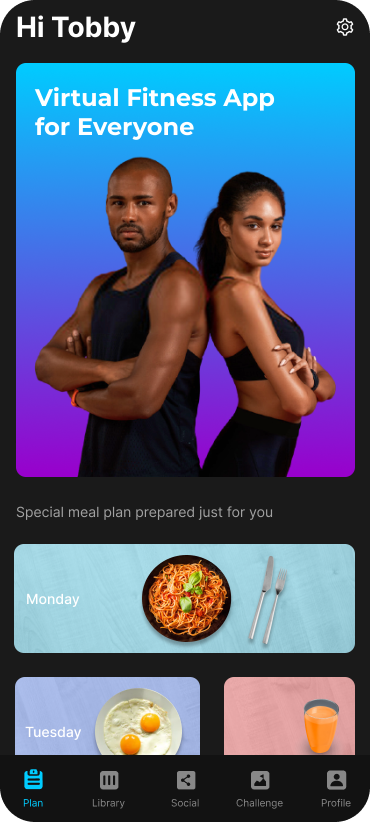 Hi Tobby
Virtual Fitness App
for Everyone
Special meal plan prepared just for you
Monday
Tuesday
Plan
Library
Social
Challenge
Profile